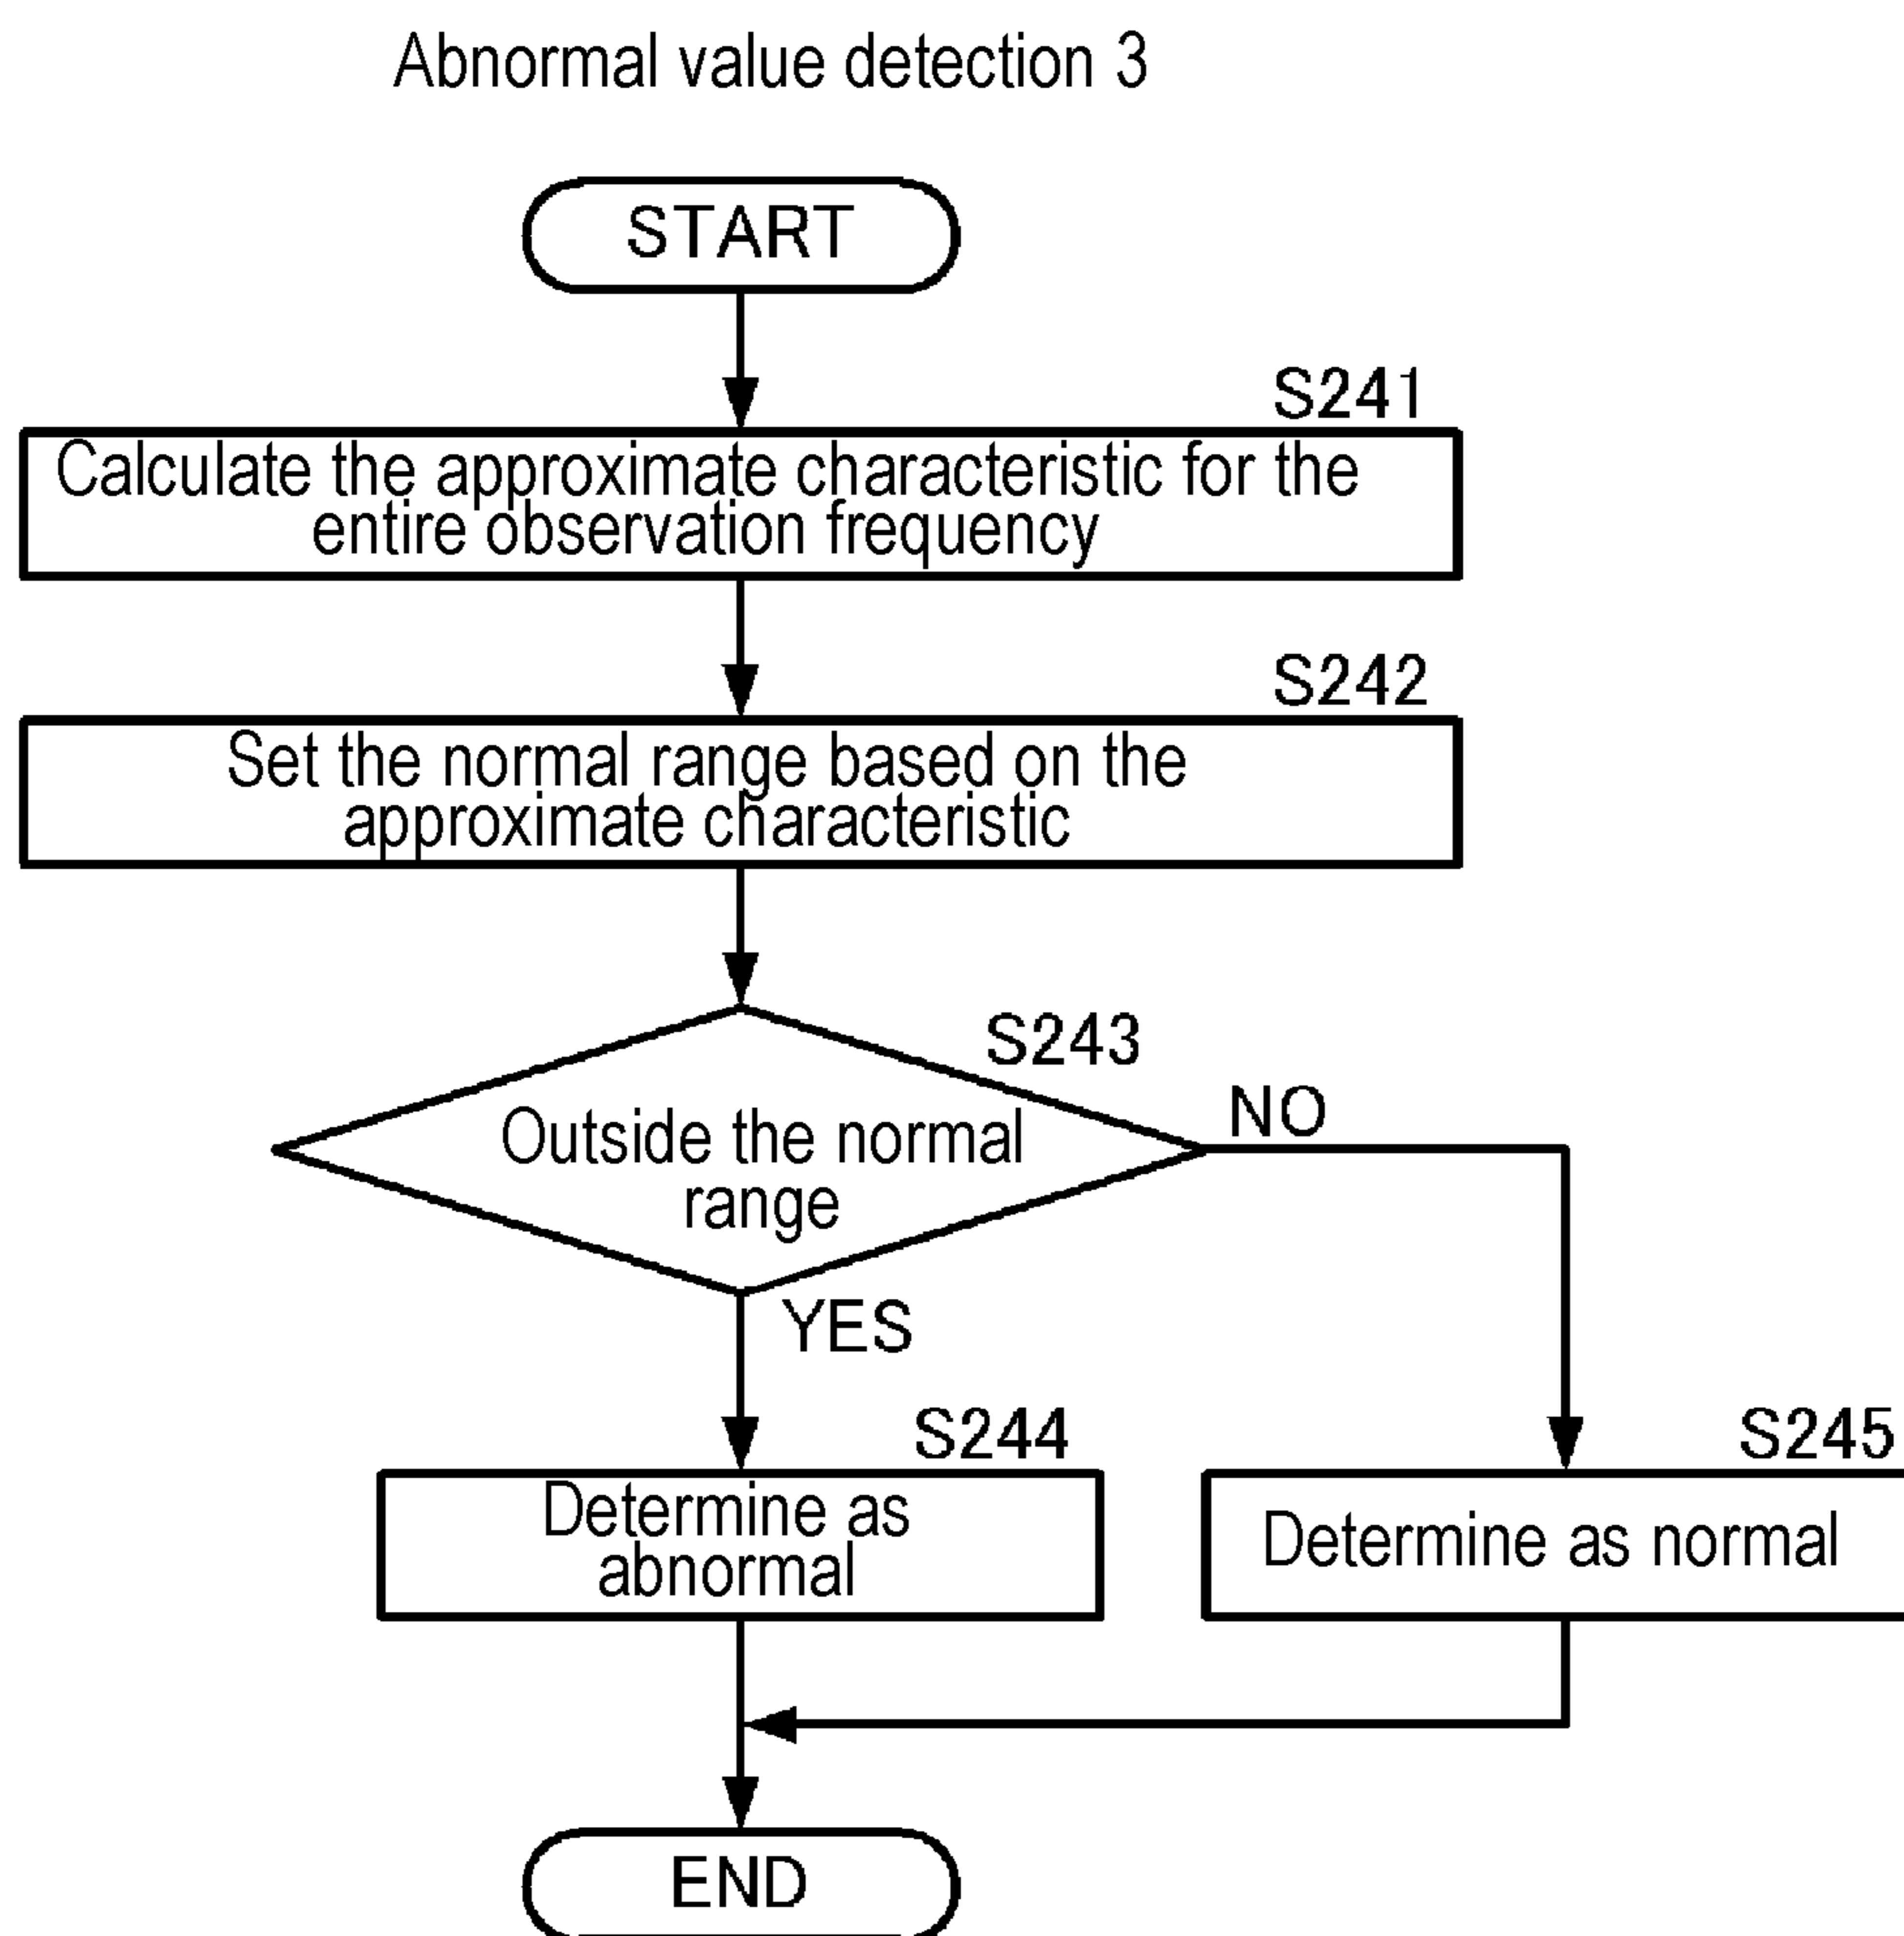 Abnormal value detection 3
START
S241
Calculate the approximate characteristic for the
entire observation frequency
S242
Set the normal range based on the
approximate characteristic
S243
Outside the normal
range
NO
YES
S244
Determine as
abnormal
S245
Determine as normal
END